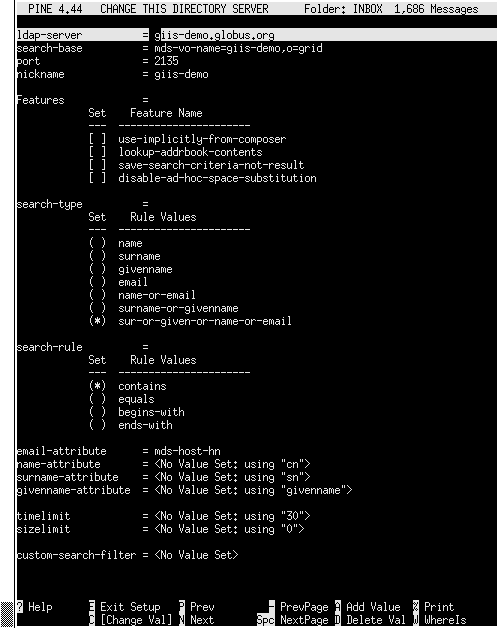 PINE 4.44   CHANGE THIS DIRECTORY SERVER      Folder: INBOX  1,686 Messages
ldap-server          = giis-demo.globus.org
search-base          = mds-vo-name=giis-demo,o=grid
port                 = 2135
nickname             = giis-demo
Features             =
Set    Feature Name
---  ----------------------
[ ]  use-implicitly-from-composer
[ ]  lookup-addrbook-contents
[ ]  save-search-criteria-not-result
[ ]  disable-ad-hoc-space-substitution
search-type          =
Set    Rule Values
---  ----------------------
( )  name
( )  surname
( )  givenname
( )  email
( )  name-or-email
( )  surname-or-givenname
(*)  sur-or-given-or-name-or-email
search-rule          =
Set    Rule Values
---  ----------------------
(*)  contains
( )  equals
( )  begins-with
( )  ends-with
email-attribute      = mds-host-hn
name-attribute       = <No Value Set: using "cn">
surname-attribute    = <No Value Set: using "sn">
givenname-attribute  = <No Value Set: using "givenname">
timelimit            = <No Value Set: using "30">
sizelimit            = <No Value Set: using "0">
custom-search-filter = <No Value Set>
? Help       E Exit Setup   P Prev         - PrevPage A Add Value  % Print
C [Change Val] N Next       Spc NextPage D Delete Val W WhereIs